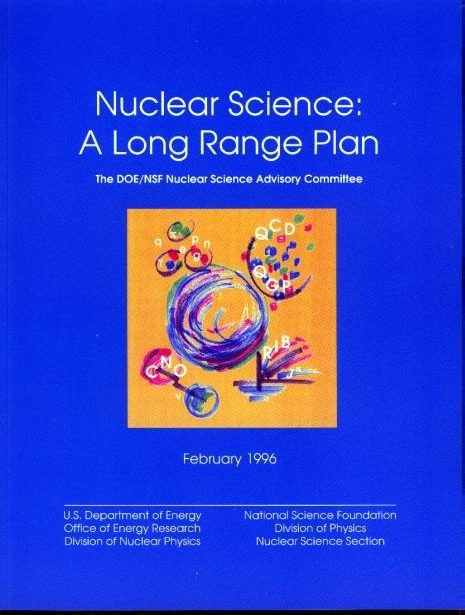 Nuclear Science:
A Long Range Plan
The DOE/NSF Nuclear Science Advisory Committee
QCD
QGP
CNO
RIB
February 1996
U.S. Department of Energy
Office of Energy Research
Division of Nuclear Physics
National Science Foundation
Division of Physics
Nuclear Science Section